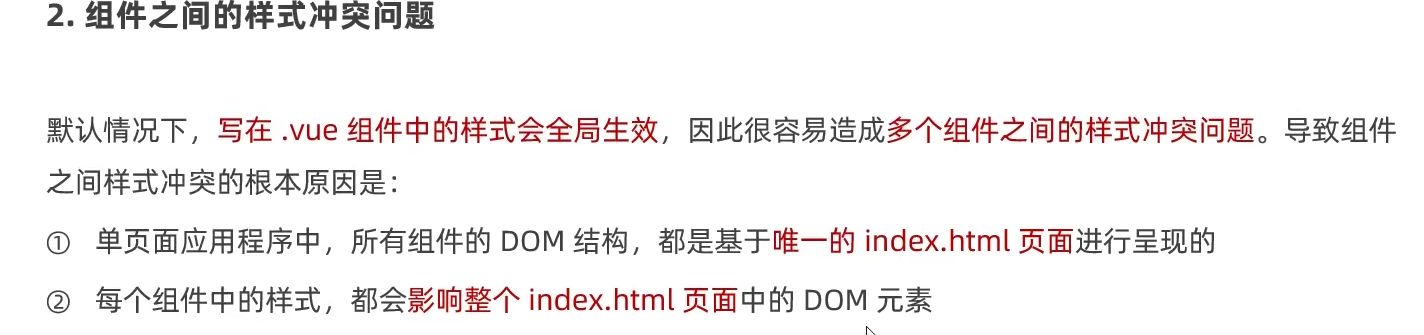 2. 组件之间的样式冲突问题
默认情况下，写在 .vue 组件中的样式会全局生效，因此很容易造成多个组件之间的样式冲突问题。导致组件
之间样式冲突的根本原因是：
① 单页面应用程序中，所有组件的 DOM 结构，都是基于唯一的 index.html 页面进行呈现的
② 每个组件中的样式，都会影响整个 index.html 页面中的 DOM 元素